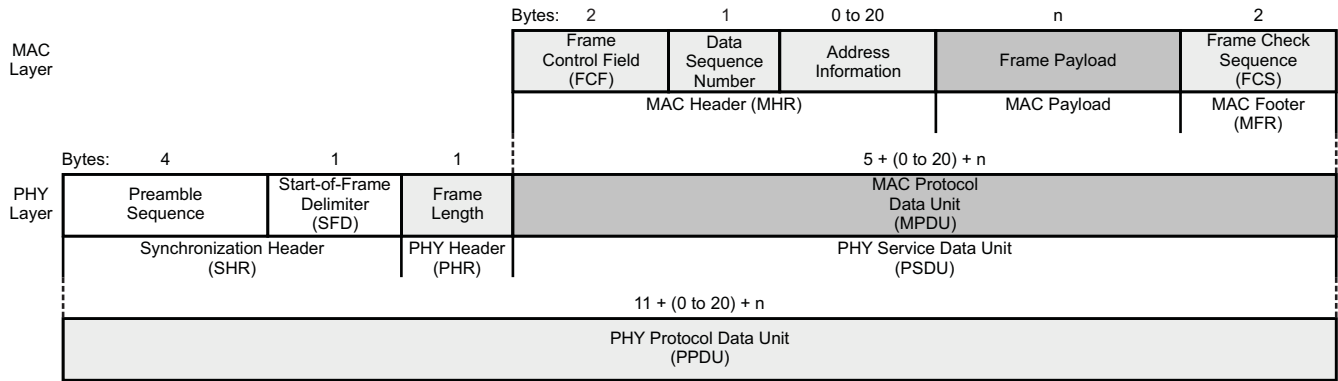 Bytes: 2 1 0 to 20 n 2
MAC
Layer
Frame
Control Field
(FCF)
Data
Sequence
Number
Address
Information
Frame Payload
Frame Check
Sequence
(FCS)
MAC Header (MHR)
MAC Payload
MAC Footer
(MFR)
Bytes: 4 1 1 5 + (0 to 20) + n
PHY
Layer
Preamble
Sequence
Start-of-Frame
Delimiter
(SFD)
Frame
Length
MAC Protocol
Data Unit
(MPDU)
Synchronization Header
(SHR)
PHY Header
(PHR)
PHY Service Data Unit
(PSDU)
11 + (0 to 20) + n
PHY Protocol Data Unit
(PPDU)